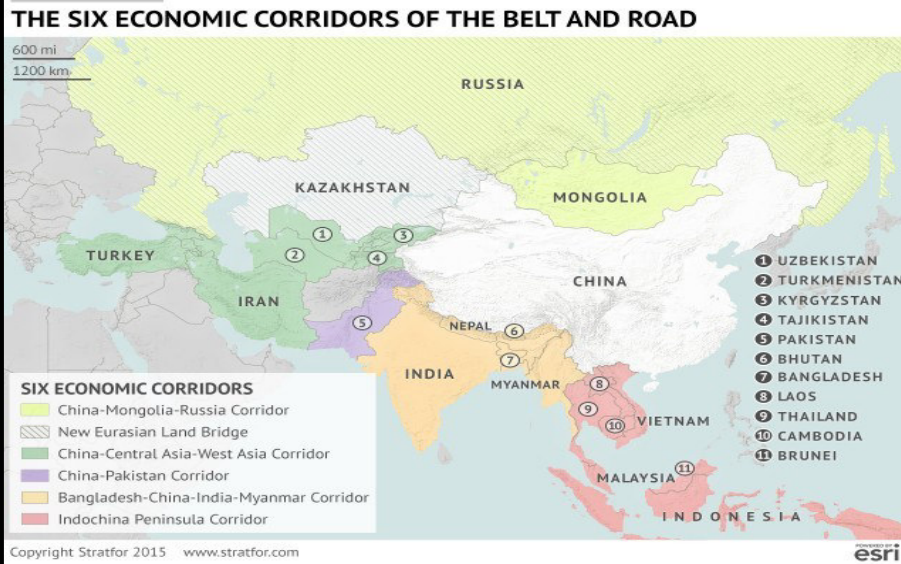 THE SIX ECONOMIC CORRIDORS OF THE BELT AND ROAD
600 mi
1200 km
RUSSIA
KAZAKHSTAN
MONGOLIA
1
3
2
4
TURKEY
CHINA
IRAN
5
NEPAL
6
7
INDIA
MYANMAR
8
9
10
VIETNAM
11
MALAYSIA
INDONESIA
1 UZBEKISTAN
2 TURKMENISTAN
3 KYRGYZSTAN
4 TAJIKISTAN
5 PAKISTAN
6 BHUTAN
7 BANGLADESH
8 LAOS
9 THAILAND
10 CAMBODIA
11 BRUNEI
SIX ECONOMIC CORRIDORS
China-Mongolia-Russia Corridor
New Eurasian Land Bridge
China-Central Asia-West Asia Corridor
China-Pakistan Corridor
Bangladesh-China-India-Myanmar Corridor
Indochina Peninsula Corridor
Copyright Stratfor 2015 www.stratfor.com
POWERED BY
esri